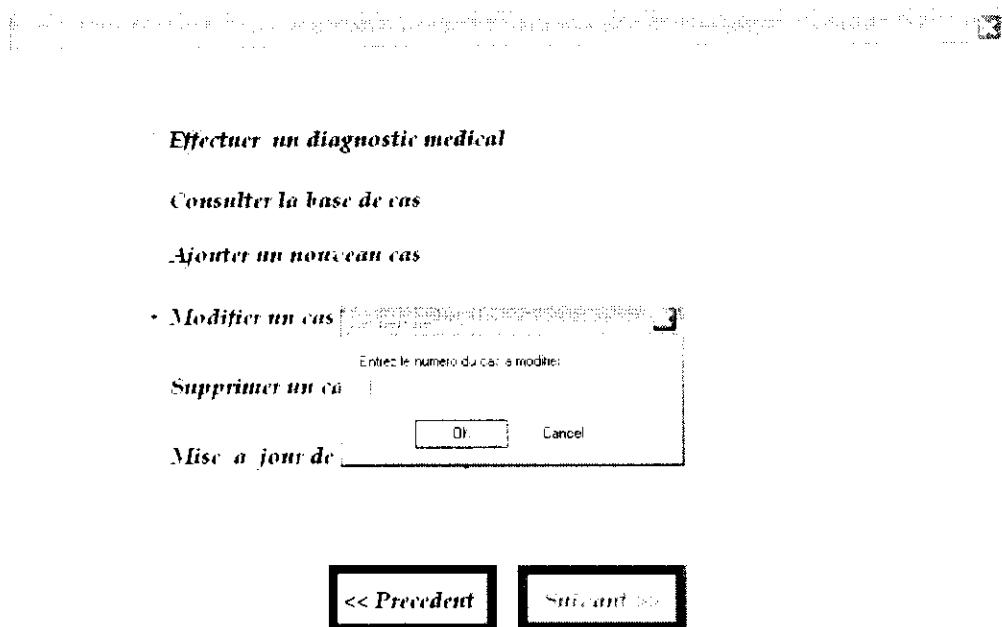 Effectuer un diagnostic medical
Consulter la base de cas
Ajouter un nouveau cas
Modifier un cas
Entrez le numero du cas a modifier
Supprimer un ca
Ok
Cancel
Mise a jour de
<< Precedent
Suivant >>